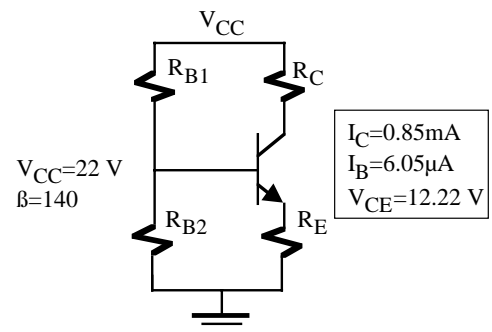 VCC
RB1
RC
VCC=22 V
ß=140
RB2
RE
IC=0.85mA
IB=6.05µA
VCE=12.22 V